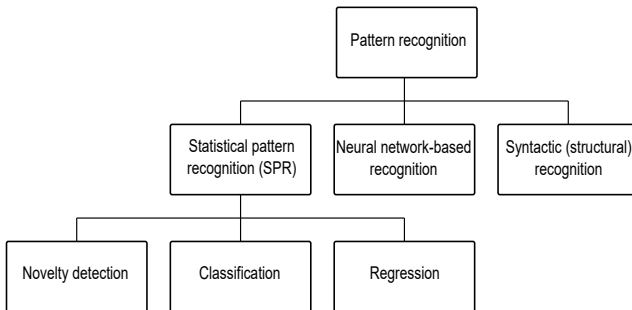 Pattern recognition
Statistical pattern
recognition (SPR)
Neural network-based
recognition
Syntactic (structural)
recognition
Novelty detection
Classification
Regression